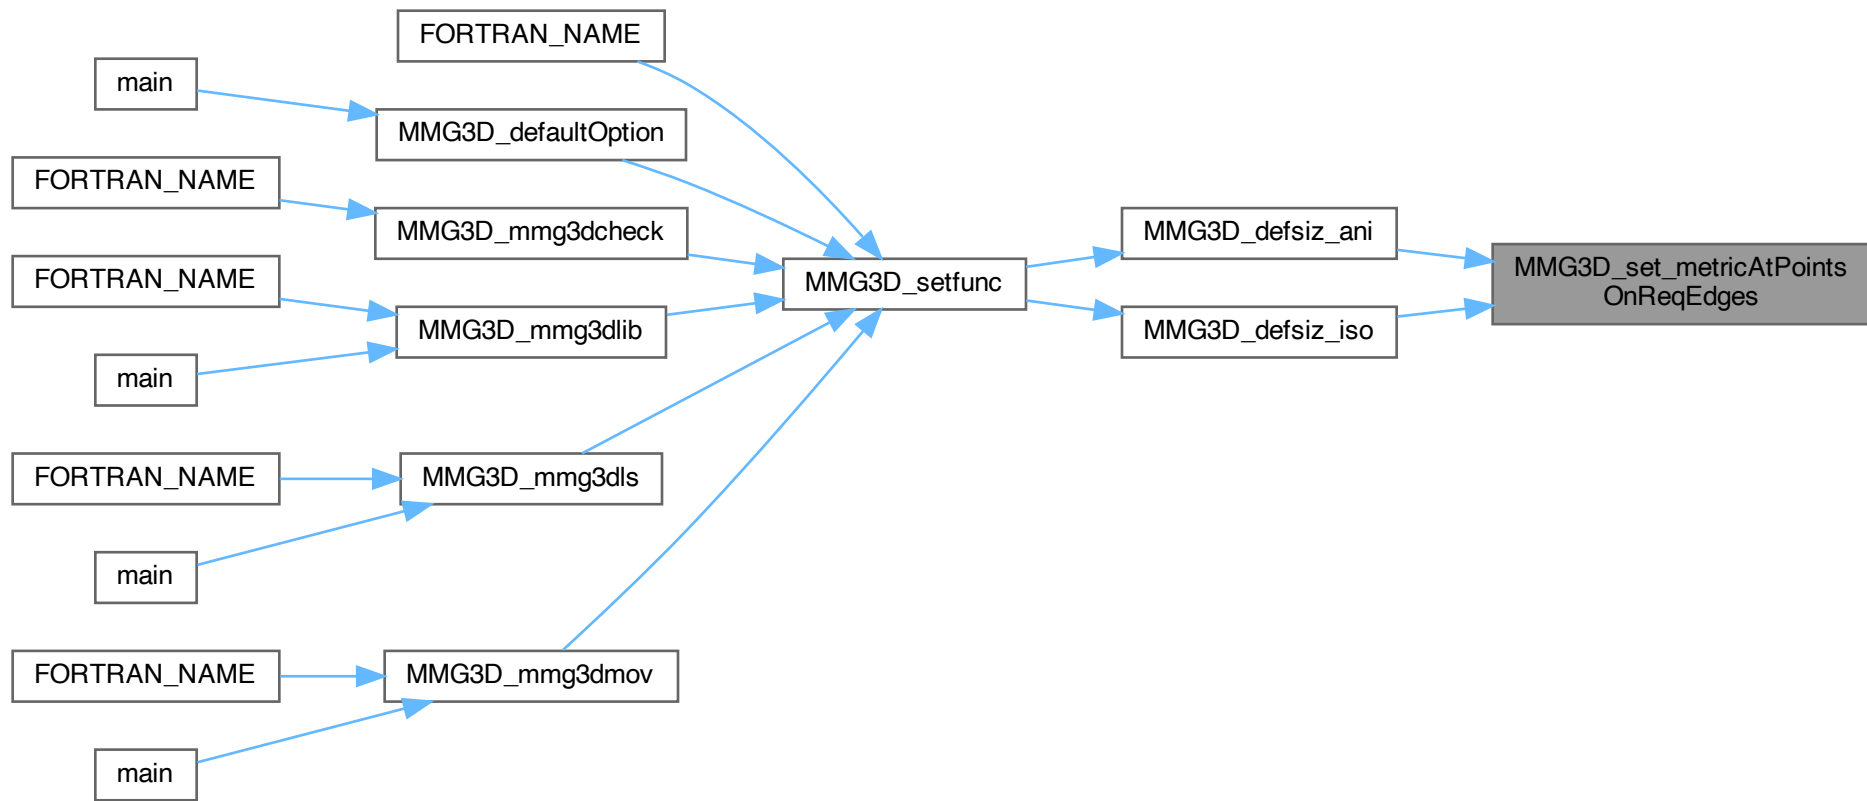 FORTRAN_NAME
main
MMG3D_defaultOption
FORTRAN_NAME
MMG3D_mmg3dcheck
MMG3D_defsiz_ani
MMG3D_set_metricAtPoints
OnReqEdges
FORTRAN_NAME
MMG3D_setfunc
MMG3D_mmg3dlib
MMG3D_defsiz_iso
main
FORTRAN_NAME
MMG3D_mmg3dls
main
FORTRAN_NAME
MMG3D_mmg3dmov
main